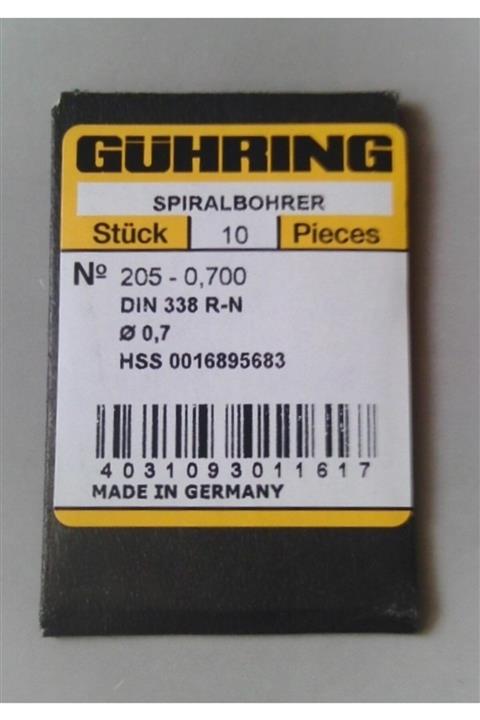 GÜHRING
SPIRALBOHRER
Stück 10 Pieces
Nº 205 - 0,700
DIN 338 R-N
Ø 0,7
HSS 0016895683
4031093011617
MADE IN GERMANY